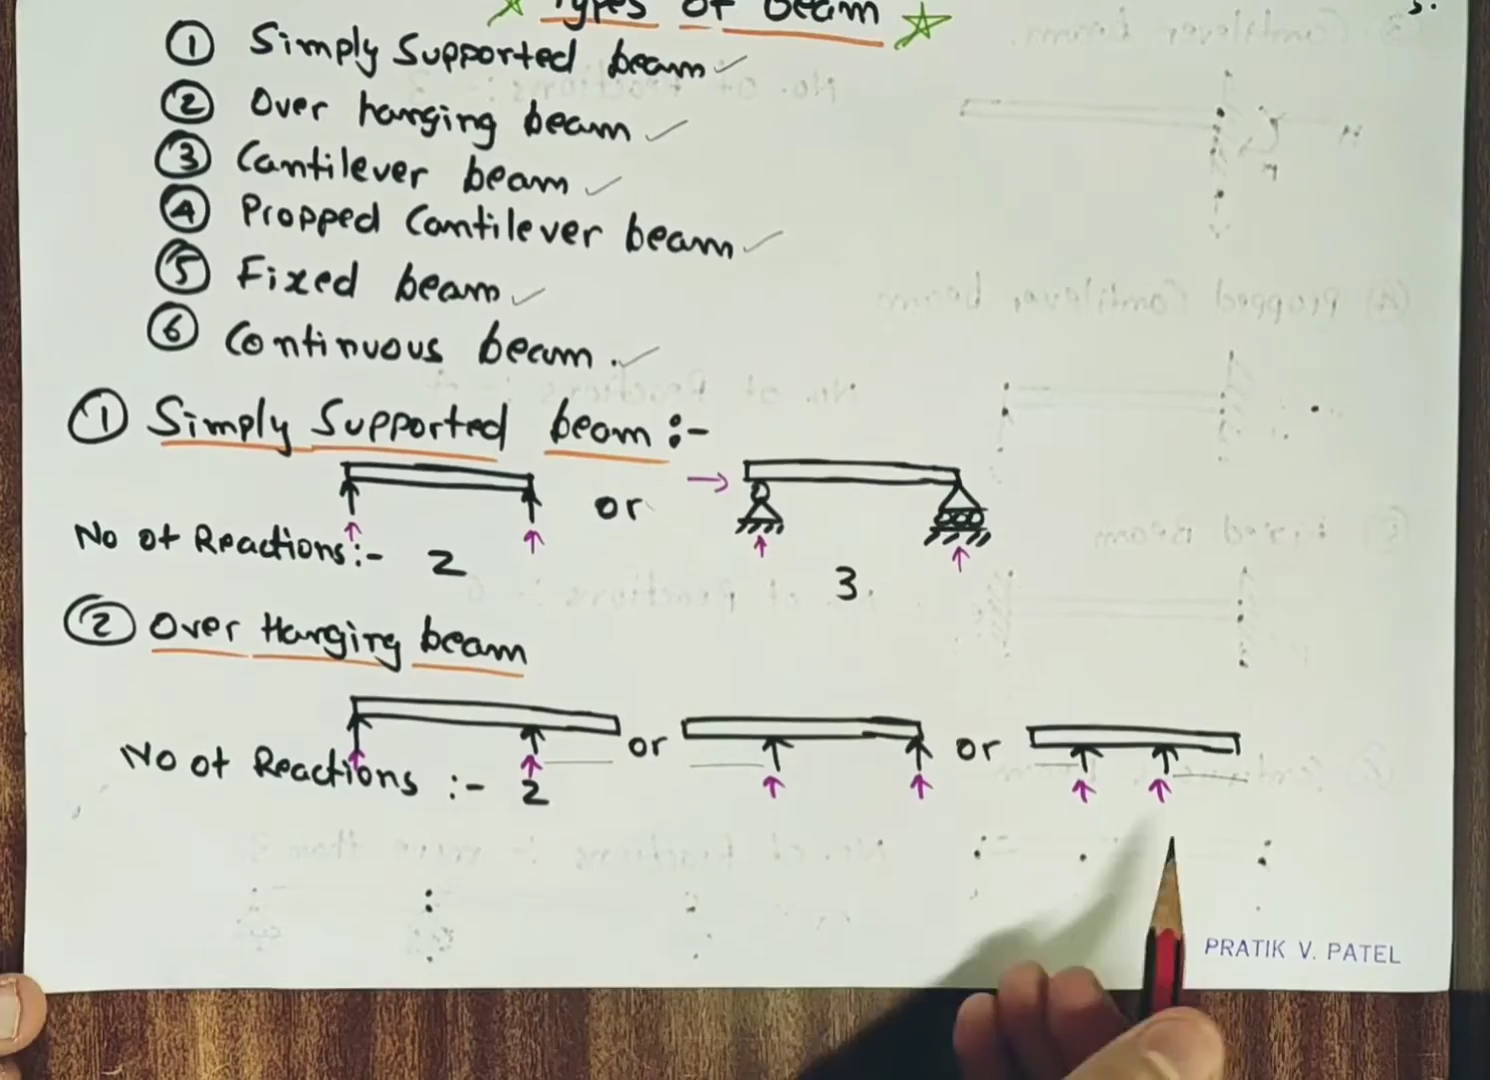 Types of Beam
① Simply Supported beam
② Over hanging beam
③ Cantilever beam
④ Propped Cantilever beam
⑤ Fixed beam
⑥ Continuous beam.
① Simply Supported beam :-
or
No of Reactions :- 2
3.
② Over Hanging beam
or
or
No of Reactions :- 2
PRATIK V. PATEL